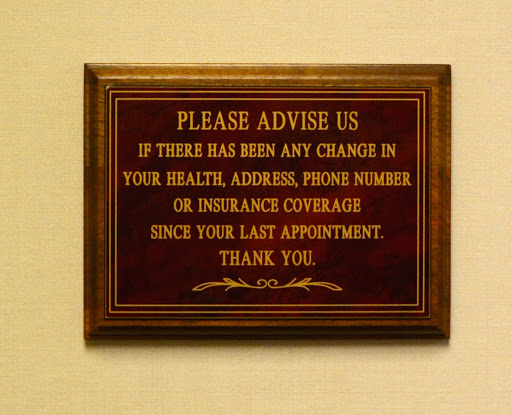 PLEASE ADVISE US
IF THERE HAS BEEN ANY CHANGE IN
YOUR HEALTH, ADDRESS, PHONE NUMBER
OR INSURANCE COVERAGE
SINCE YOUR LAST APPOINTMENT.
THANK YOU.